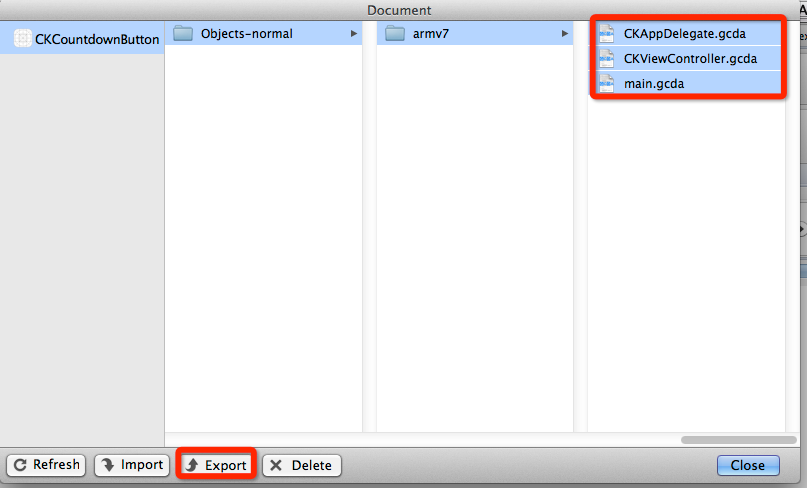 Document
CKCountdownButton
Objects-normal
armv7
CKAppDelegate.gcda
CKViewController.gcda
main.gcda
Refresh
Import
Export
Delete
Close